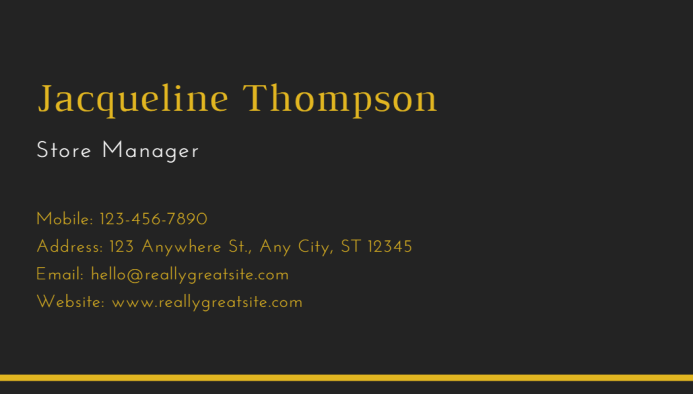 Jacqueline Thompson
Store Manager
Mobile: 123-456-7890
Address: 123 Anywhere St., Any City, ST 12345
Email: hello@reallygreatsite.com
Website: www.reallygreatsite.com